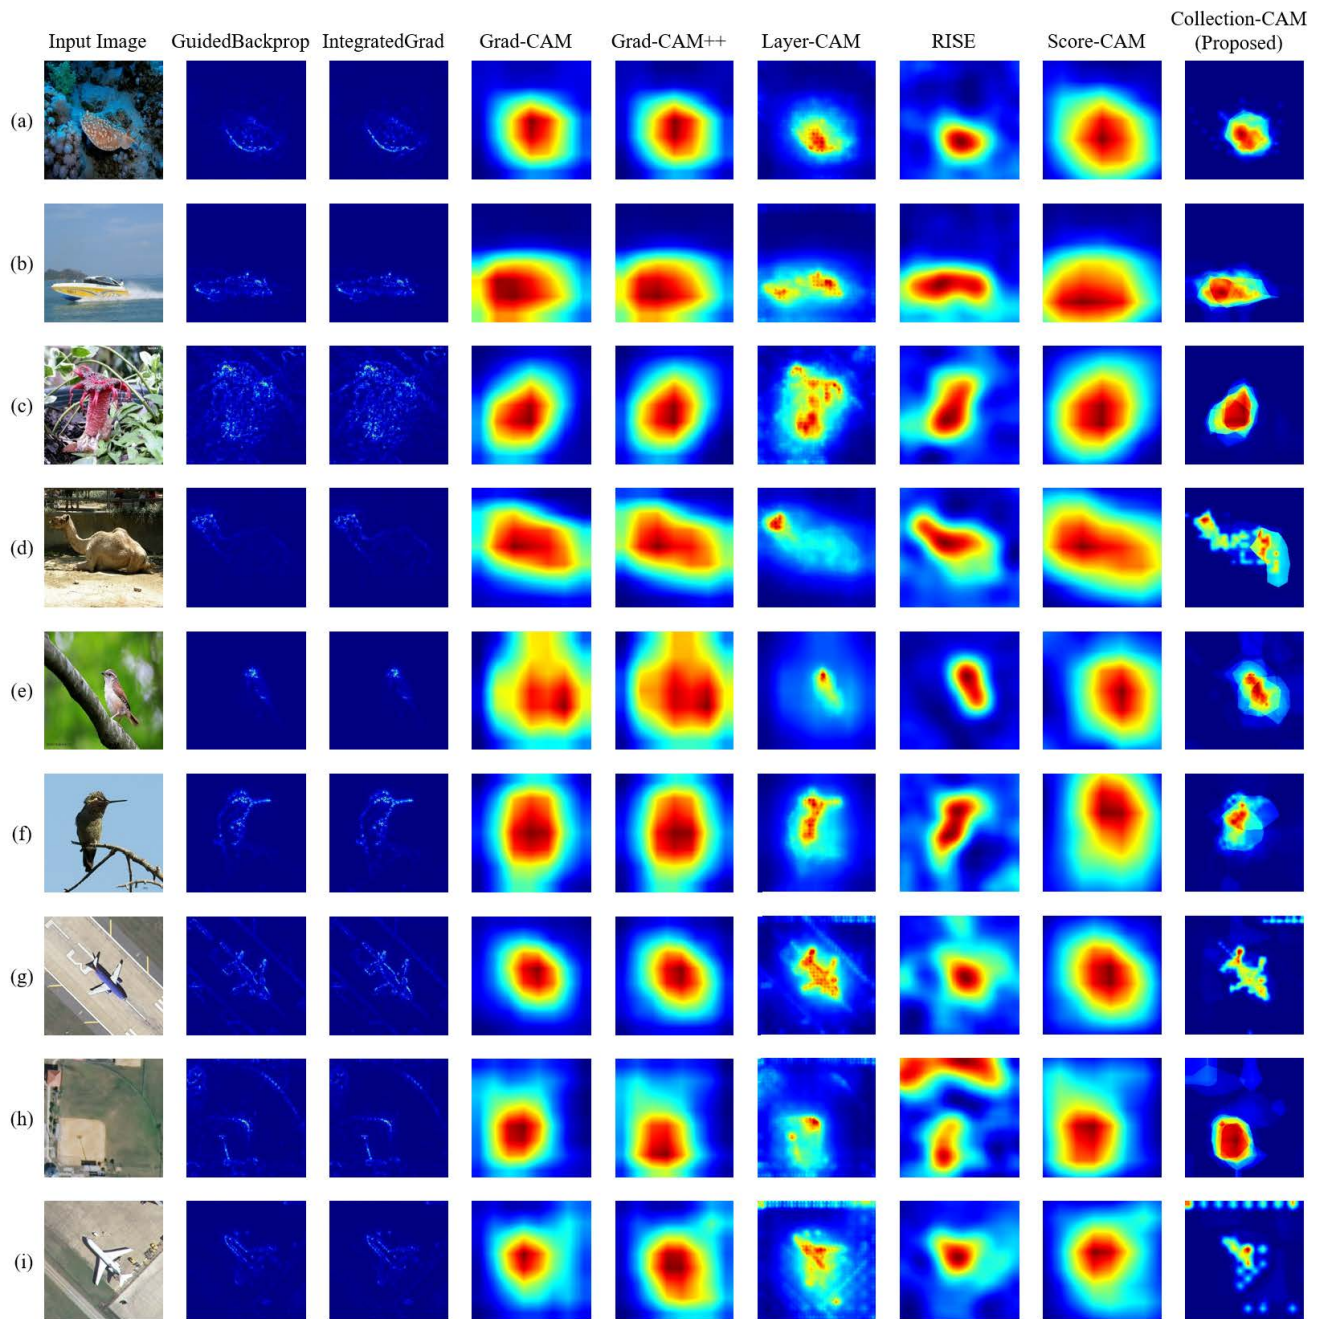 Input Image GuidedBackprop IntegratedGrad Grad-CAM Grad-CAM++ Layer-CAM RISE Score-CAM Collection-CAM
(Proposed)
(a)
(b)
(c)
(d)
(e)
(f)
(g)
(h)
(i)